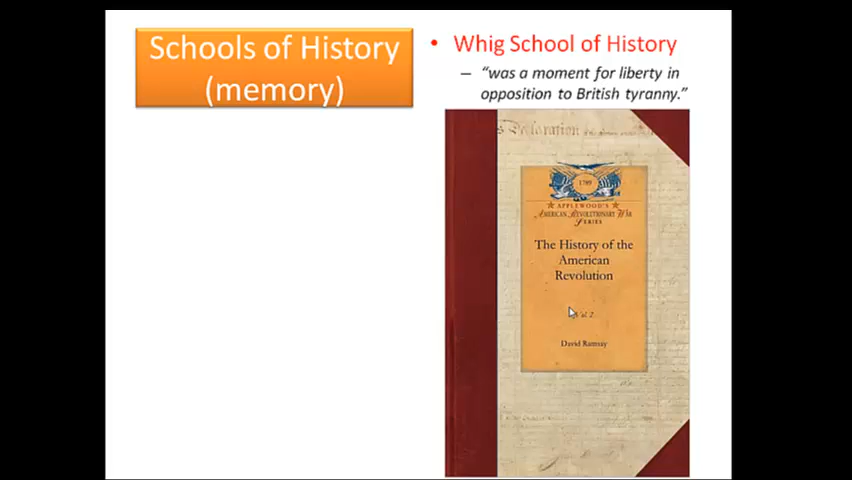 Schools of History
(memory)
• Whig School of History
– “was a moment for liberty in
opposition to British tyranny.”
Declaration
1789
APPLEWOOD'S
AMERICAN REVOLUTIONARY WAR
SERIES
The History of the
American
Revolution
Vol 2
David Ramsay